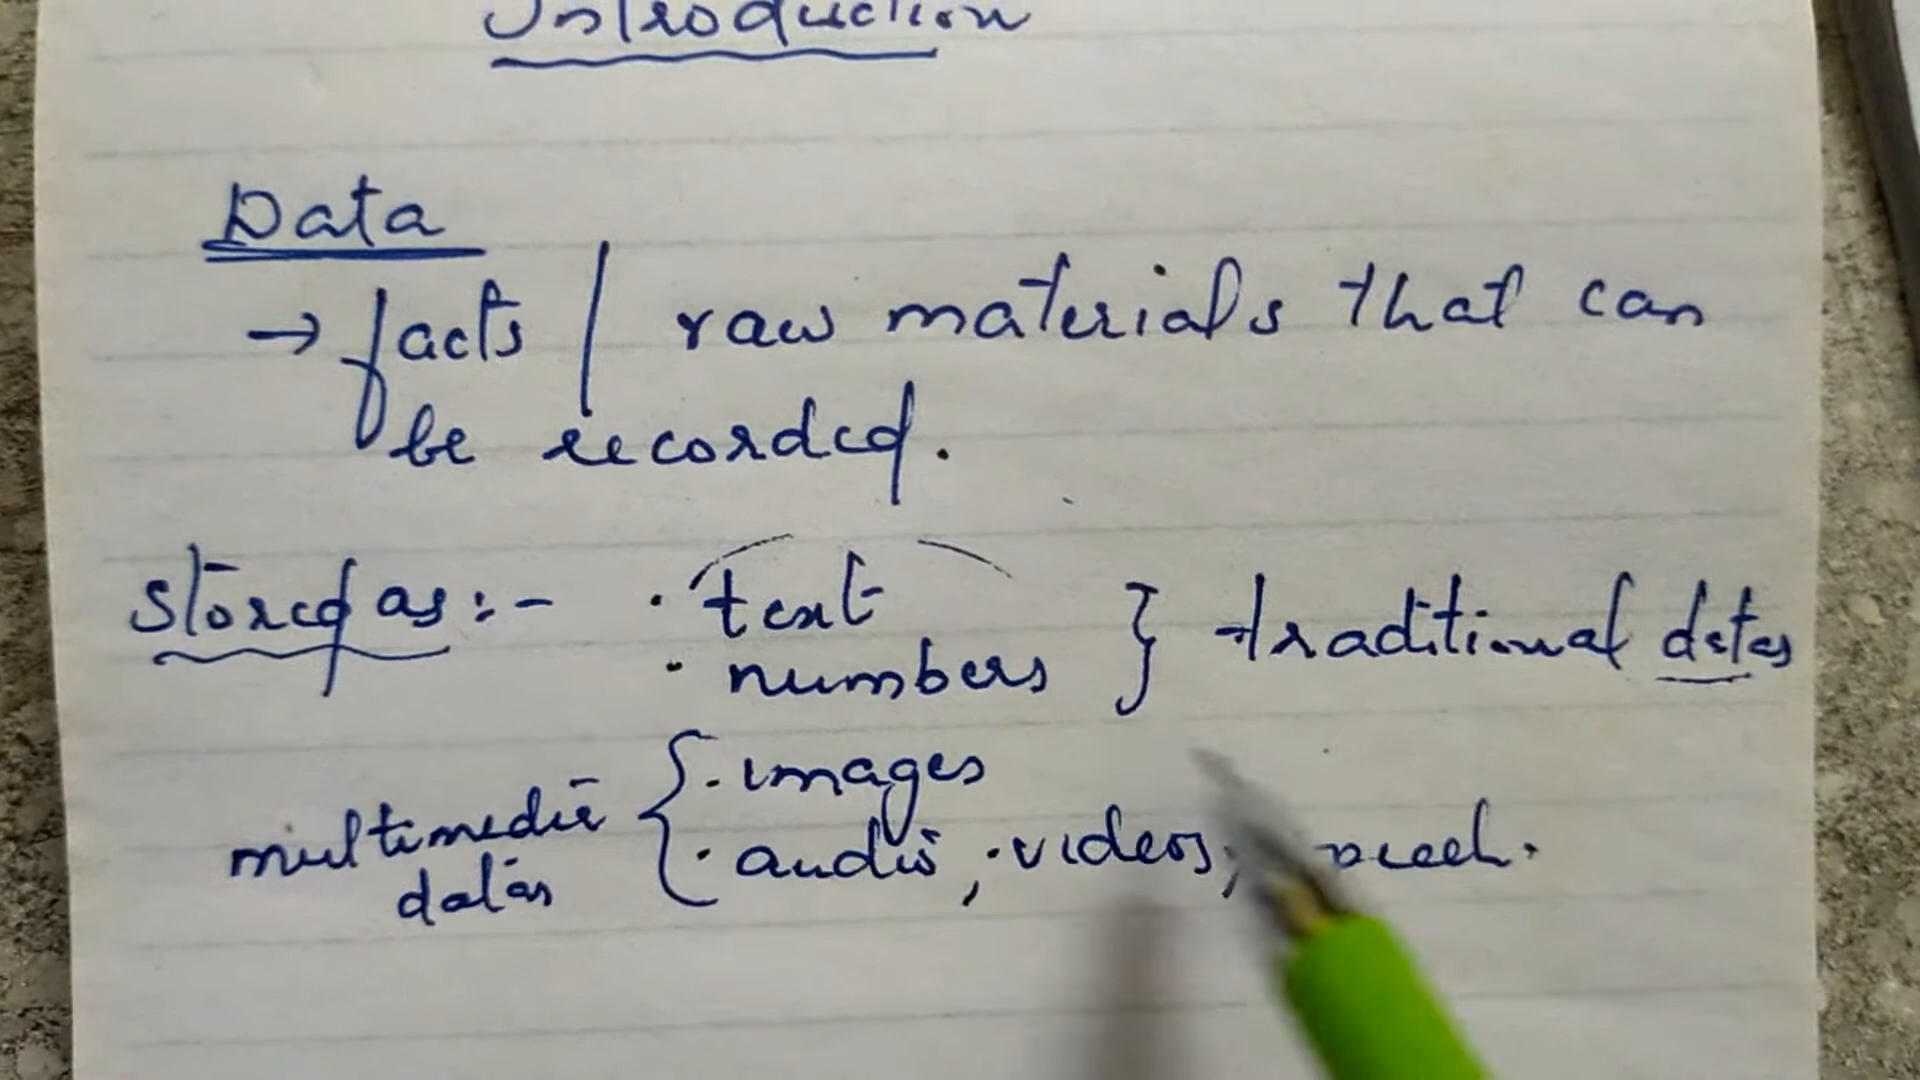 Introduction
Data
→ facts / raw materials that can
be recorded.
Stored as :- · text } traditional datas
· numbers
multimedia datas { · images
· audio, · videos,